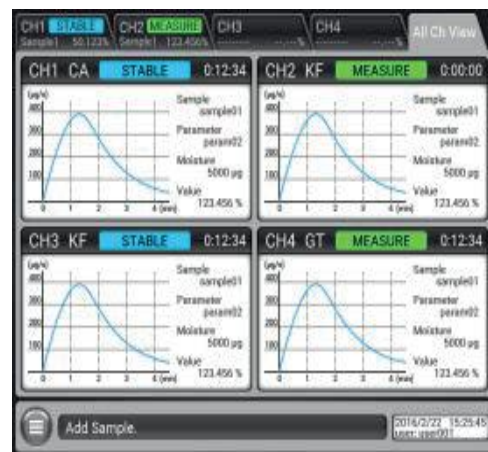 CH1 STABLE CH2 MEASURE CH3 CH4 All Ch View
Sample1 50.123% Sample1 123.456% --------- --.---% --------- --.---%
CH1 CA STABLE 0:12:34
(µg/s)
400
300
200
100
0 1 2 3 4 (min)
Sample
sample01
Parameter
param02
Moisture
5000 µg
Value
123.456 %
CH2 KF MEASURE 0:00:00
(µg/s)
400
300
200
100
0 1 2 3 4 (min)
Sample
sample01
Parameter
param02
Moisture
5000 µg
Value
123.456 %
CH3 KF STABLE 0:12:34
(µg/s)
400
300
200
100
0 1 2 3 4 (min)
Sample
sample01
Parameter
param02
Moisture
5000 µg
Value
123.456 %
CH4 GT MEASURE 0:12:34
(µg/s)
400
300
200
100
0 1 2 3 4 (min)
Sample
sample01
Parameter
param02
Moisture
5000 µg
Value
123.456 %
Add Sample.
2016/2/22 15:25:45
user: user001